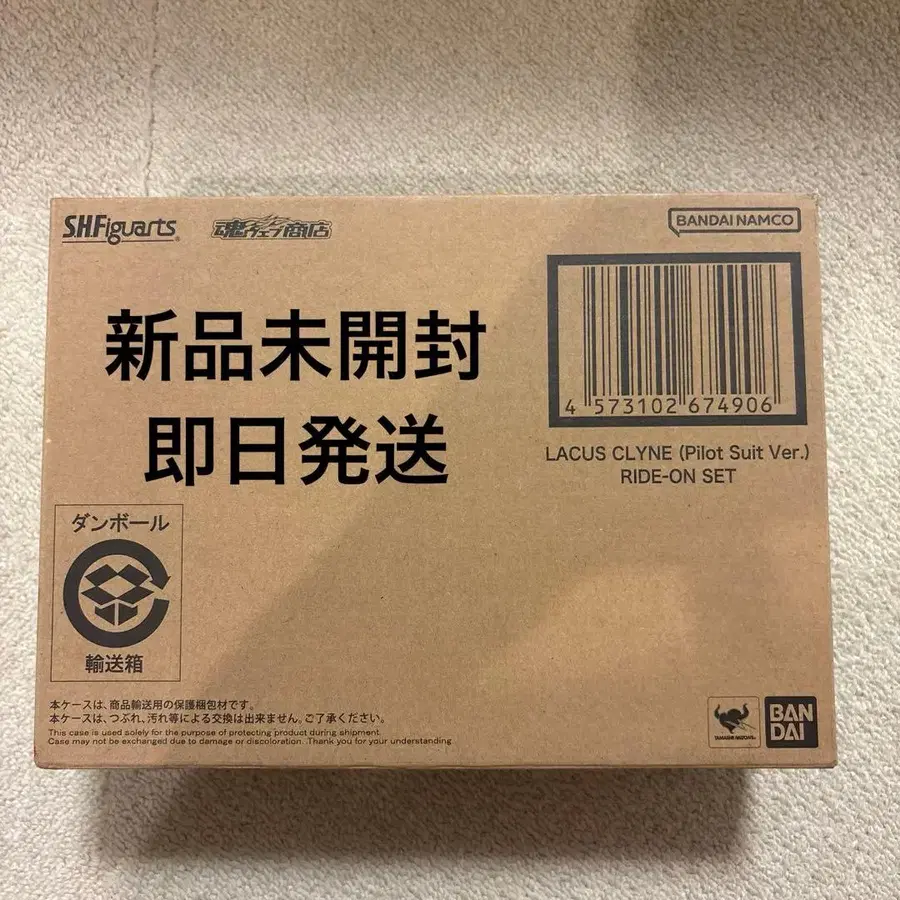 S.H.Figuarts
魂ウェブ商店
BANDAI NAMCO
新品未開封
即日発送
4 573102 674906
LACUS CLYNE (Pilot Suit Ver.)
RIDE-ON SET
ダンボール
輸送箱
本ケースは、商品輸送用の保護梱包材です。
本ケースは、つぶれ、汚れ等による交換は出来ません。ご了承ください。
This case is used solely for the purpose of protecting product during shipment.
Case may not be exchanged due to damage or discoloration. Thank you for your understanding.
TAMASHII NATIONS
BAN
DAI